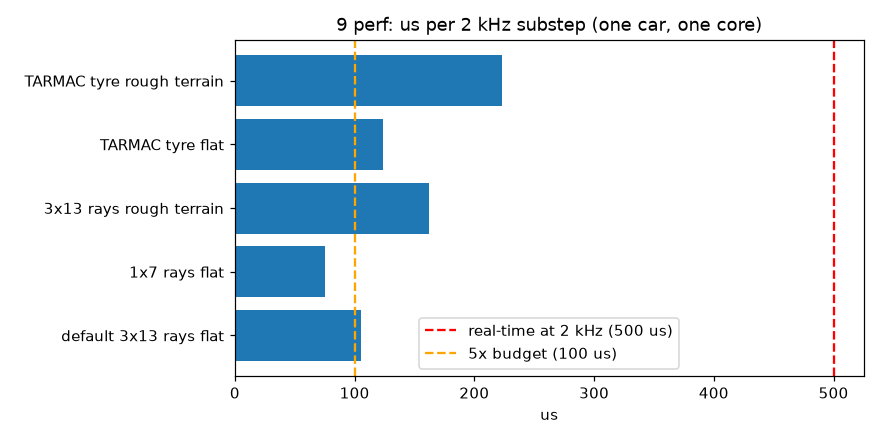 9 perf: us per 2 kHz substep (one car, one core)
TARMAC tyre rough terrain
TARMAC tyre flat
3x13 rays rough terrain
1x7 rays flat
default 3x13 rays flat
real-time at 2 kHz (500 us)
5x budget (100 us)
0 100 200 300 400 500
us